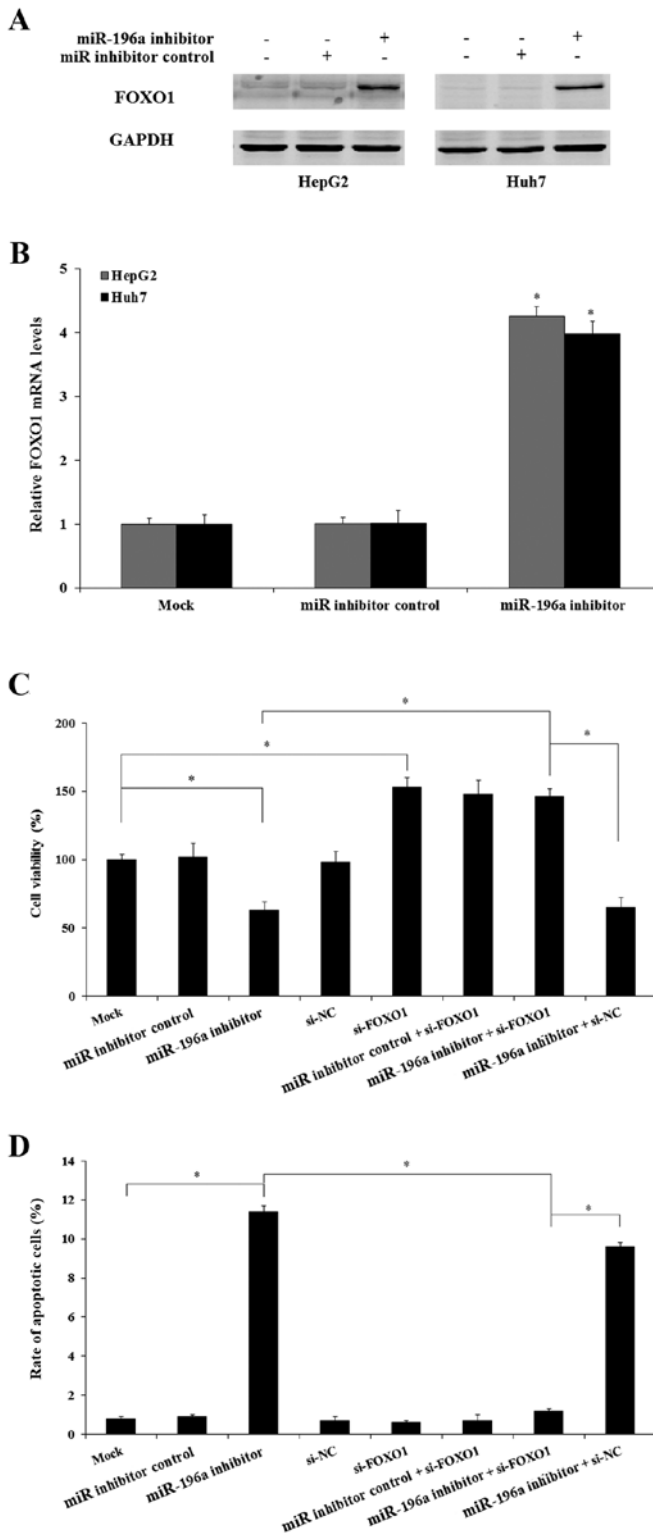 A
miR-196a inhibitor - - + - - +
miR inhibitor control - + - + -
FOXO1
GAPDH
HepG2 Huh7
B
HepG2
Huh7
Relative FOXO1 mRNA levels
5
4
3
2
1
0
* *
Mock miR inhibitor control miR-196a inhibitor
C
Cell viability (%)
200
150
100
50
0
*
*
*
*
Mock
miR inhibitor control
miR-196a inhibitor
si-NC
si-FOXO1
miR inhibitor control + si-FOXO1
miR-196a inhibitor + si-FOXO1
miR-196a inhibitor + si-NC
D
Rate of apoptotic cells (%)
14
12
10
8
6
4
2
0
*
*
*
Mock
miR inhibitor control
miR-196a inhibitor
si-NC
si-FOXO1
miR inhibitor control + si-FOXO1
miR-196a inhibitor + si-FOXO1
miR-196a inhibitor + si-NC